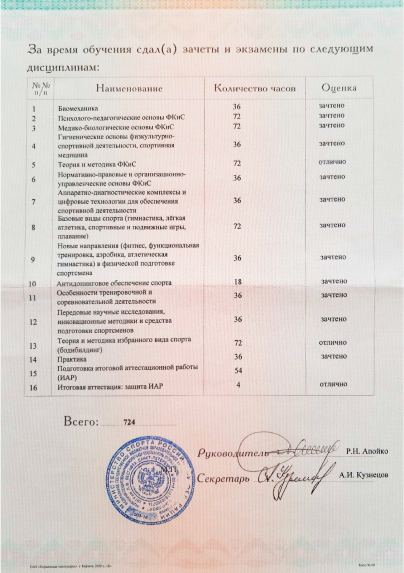 За время обучения сдал(а) зачеты и экзамены по следующим
дисциплинам:
№№ п/п Наименование Количество часов Оценка
1 Биомеханика 36 зачтено
2 Психолого-педагогические основы ФКиС 72 зачтено
3 Медико-биологические основы ФКиС 72 зачтено
4 Гигиенические основы физкультурно-
спортивной деятельности, спортивная
медицина 36 зачтено
5 Теория и методика ФКиС 72 отлично
6 Нормативно-правовые и организационно-
управленческие основы ФКиС 36 зачтено
7 Аппаратно-диагностические комплексы и
цифровые технологии для обеспечения
спортивной деятельности 36 зачтено
8 Базовые виды спорта (гимнастика, лёгкая
атлетика, спортивные и подвижные игры,
плавание) 72 зачтено
9 Новые направления (фитнес, функциональная
тренировка, аэробика, атлетическая
гимнастика) в физической подготовке
спортсмена 36 зачтено
10 Антидопинговое обеспечение спорта 18 зачтено
11 Особенности тренировочной и
соревновательной деятельности 36 зачтено
12 Передовые научные исследования,
инновационные методики и средства
подготовки спортсменов 36 зачтено
13 Теория и методика избранного вида спорта
(бодибилдинг) 72 отлично
14 Практика 36 зачтено
15 Подготовка итоговой аттестационной работы
(ИАР) 54
16 Итоговая аттестация: защита ИАР 4 отлично
Всего: 724
Руководитель Р.Н. Апойко
Секретарь А.И. Кузнецов